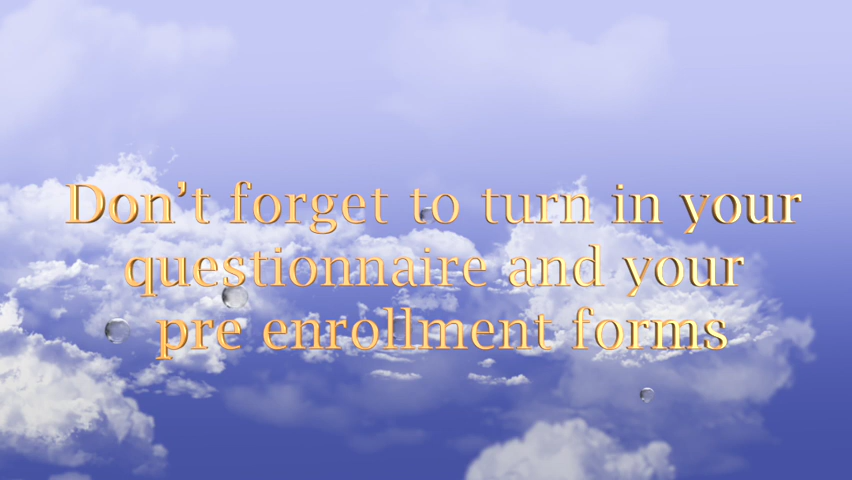 Don't forget to turn in your
questionnaire and your
pre enrollment forms